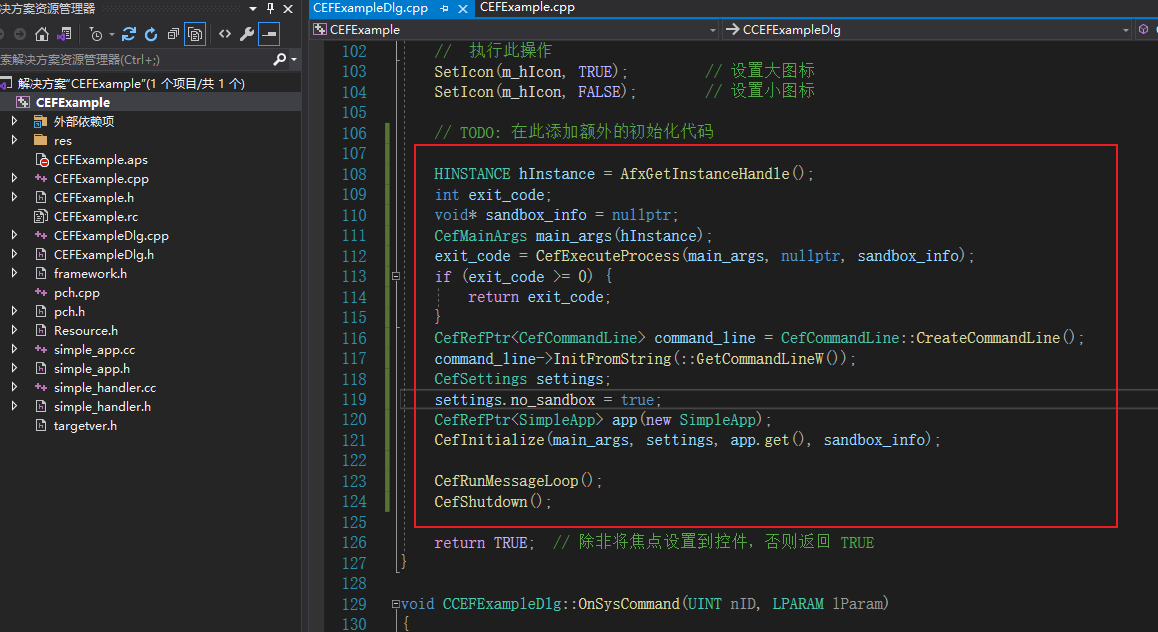 决方案资源管理器
索解决方案资源管理器(Ctrl+;)
解决方案"CEFExample"(1 个项目/共 1 个)
CEFExample
外部依赖项
res
CEFExample.aps
CEFExample.cpp
CEFExample.h
CEFExample.rc
CEFExampleDlg.cpp
CEFExampleDlg.h
framework.h
pch.cpp
pch.h
Resource.h
simple_app.cc
simple_app.h
simple_handler.cc
simple_handler.h
targetver.h
CEFExampleDlg.cpp CEFExample.cpp
CEFExample CCEFExampleDlg
102 // 执行此操作
103 SetIcon(m_hIcon, TRUE); // 设置大图标
104 SetIcon(m_hIcon, FALSE); // 设置小图标
105
106 // TODO: 在此添加额外的初始化代码
107
108 HINSTANCE hInstance = AfxGetInstanceHandle();
109 int exit_code;
110 void* sandbox_info = nullptr;
111 CefMainArgs main_args(hInstance);
112 exit_code = CefExecuteProcess(main_args, nullptr, sandbox_info);
113 if (exit_code >= 0) {
114 return exit_code;
115 }
116 CefRefPtr<CefCommandLine> command_line = CefCommandLine::CreateCommandLine();
117 command_line->InitFromString(::GetCommandLineW());
118 CefSettings settings;
119 settings.no_sandbox = true;
120 CefRefPtr<SimpleApp> app(new SimpleApp);
121 CefInitialize(main_args, settings, app.get(), sandbox_info);
122
123 CefRunMessageLoop();
124 CefShutdown();
125
126 return TRUE; // 除非将焦点设置到控件，否则返回 TRUE
127 }
128
129 void CCEFExampleDlg::OnSysCommand(UINT nID, LPARAM lParam)
130 {